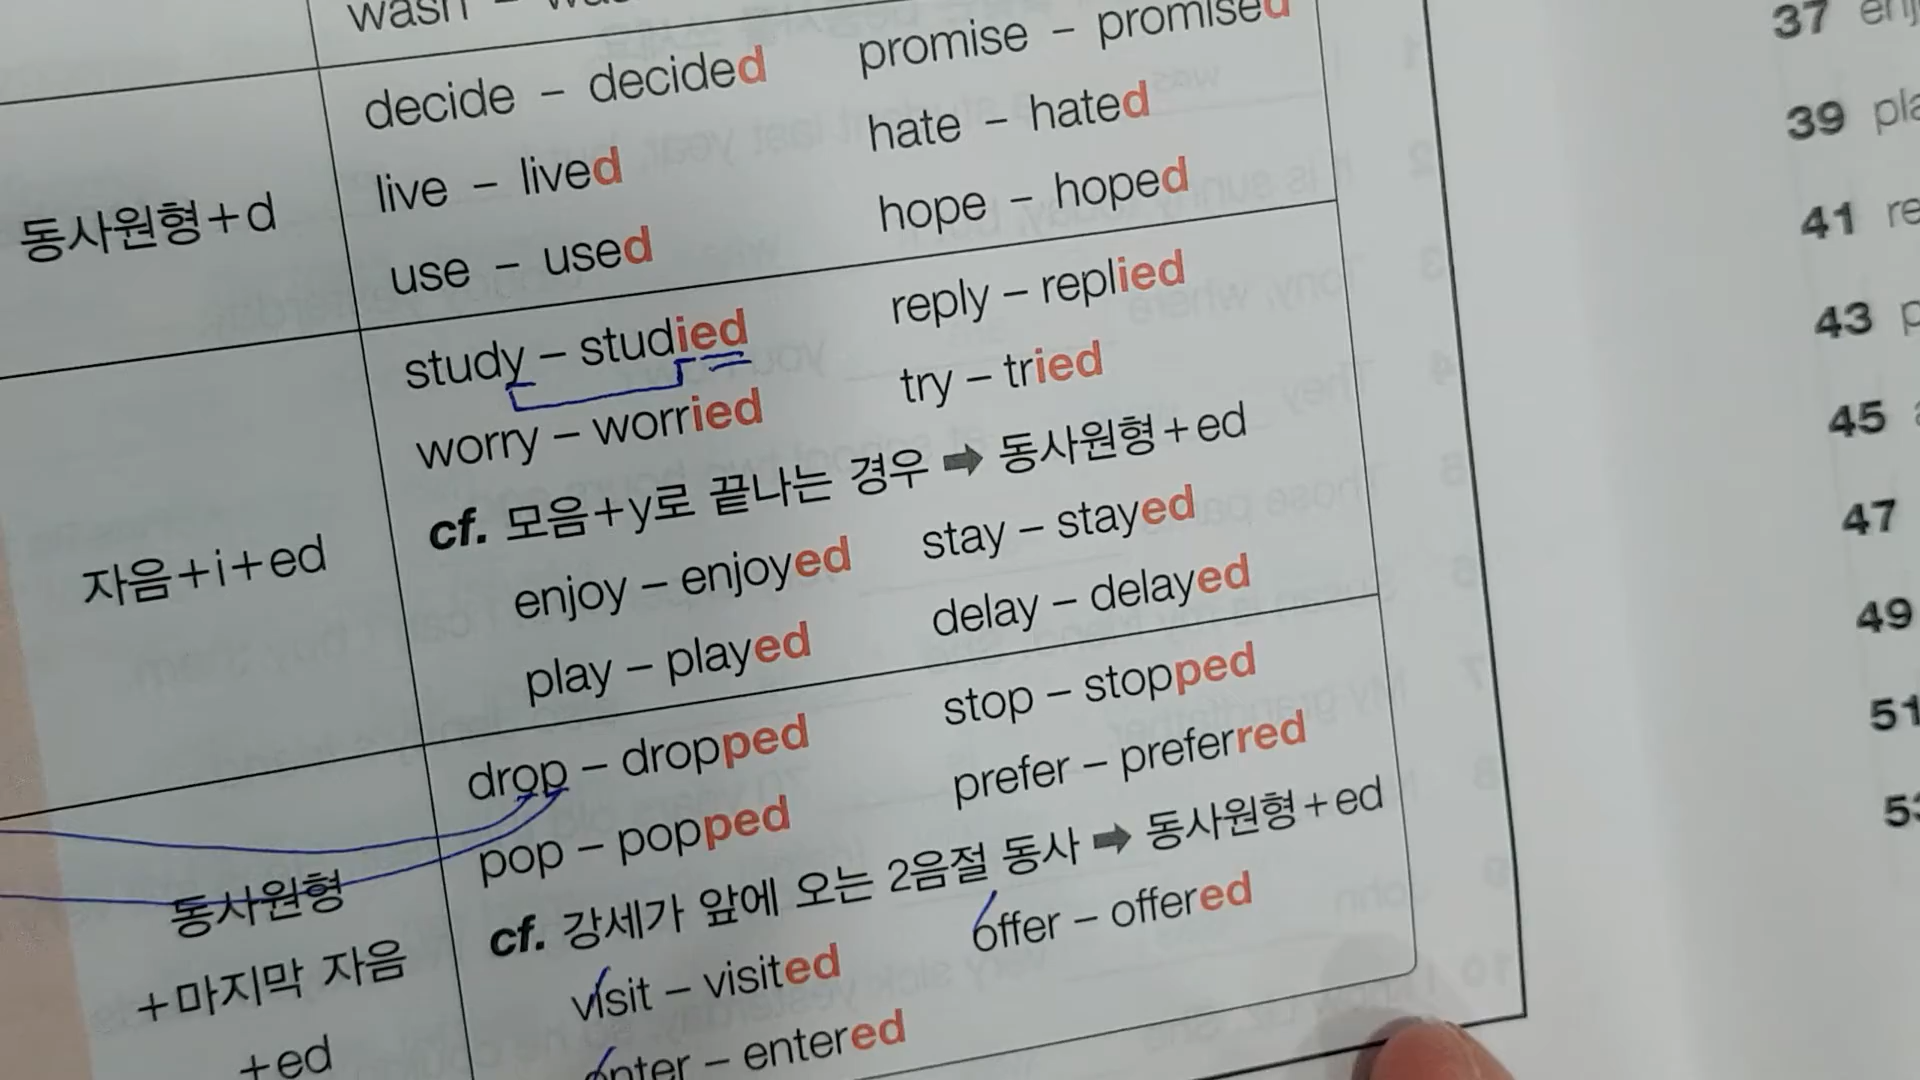 wash –
동사원형+d
decide – decided promise – promised
live – lived hate – hated
use – used hope – hoped
자음+i+ed
study – studied reply – replied
worry – worried try – tried
cf. 모음+y로 끝나는 경우 ➡ 동사원형+ed
enjoy – enjoyed stay – stayed
play – played delay – delayed
동사원형
+마지막 자음
+ed
drop – dropped stop – stopped
pop – popped prefer – preferred
cf. 강세가 앞에 오는 2음절 동사 ➡ 동사원형+ed
visit – visited offer – offered
enter – entered
37
39
41
43
45
47
49
51